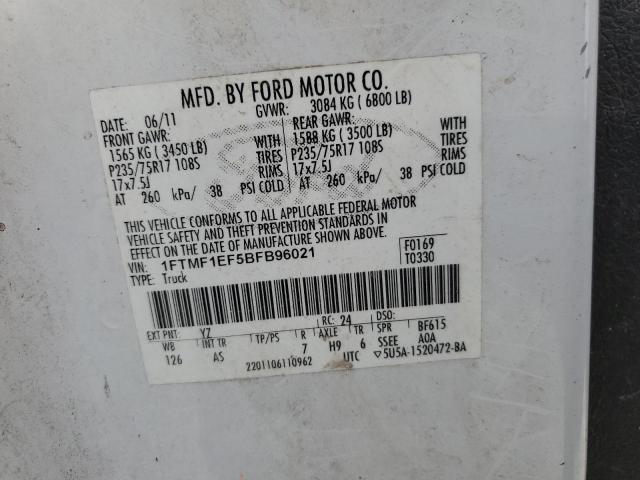 MFD. BY FORD MOTOR CO.
DATE: 06/11 GVWR: 3084 KG ( 6800 LB)
FRONT GAWR: REAR GAWR:
1565 KG ( 3450 LB) WITH 1588 KG ( 3500 LB) WITH
P235/75R17 108S TIRES P235/75R17 108S TIRES
17x7.5J RIMS 17x7.5J RIMS
AT 260 kPa/ 38 PSI COLD AT 260 kPa/ 38 PSI COLD
THIS VEHICLE CONFORMS TO ALL APPLICABLE FEDERAL MOTOR
VEHICLE SAFETY AND THEFT PREVENTION STANDARDS IN
EFFECT ON THE DATE OF MANUFACTURE SHOWN ABOVE.
VIN: 1FTMF1EF5BFB96021 F0169
TYPE: Truck T0330
EXT PNT: YZ RC: 24 DSO:
WB INT TR TP/PS R AXLE TR SPR BF615
126 AS 7 H9 6 SSEE A0A
2201106110962 UTC 5U5A-1520472-BA